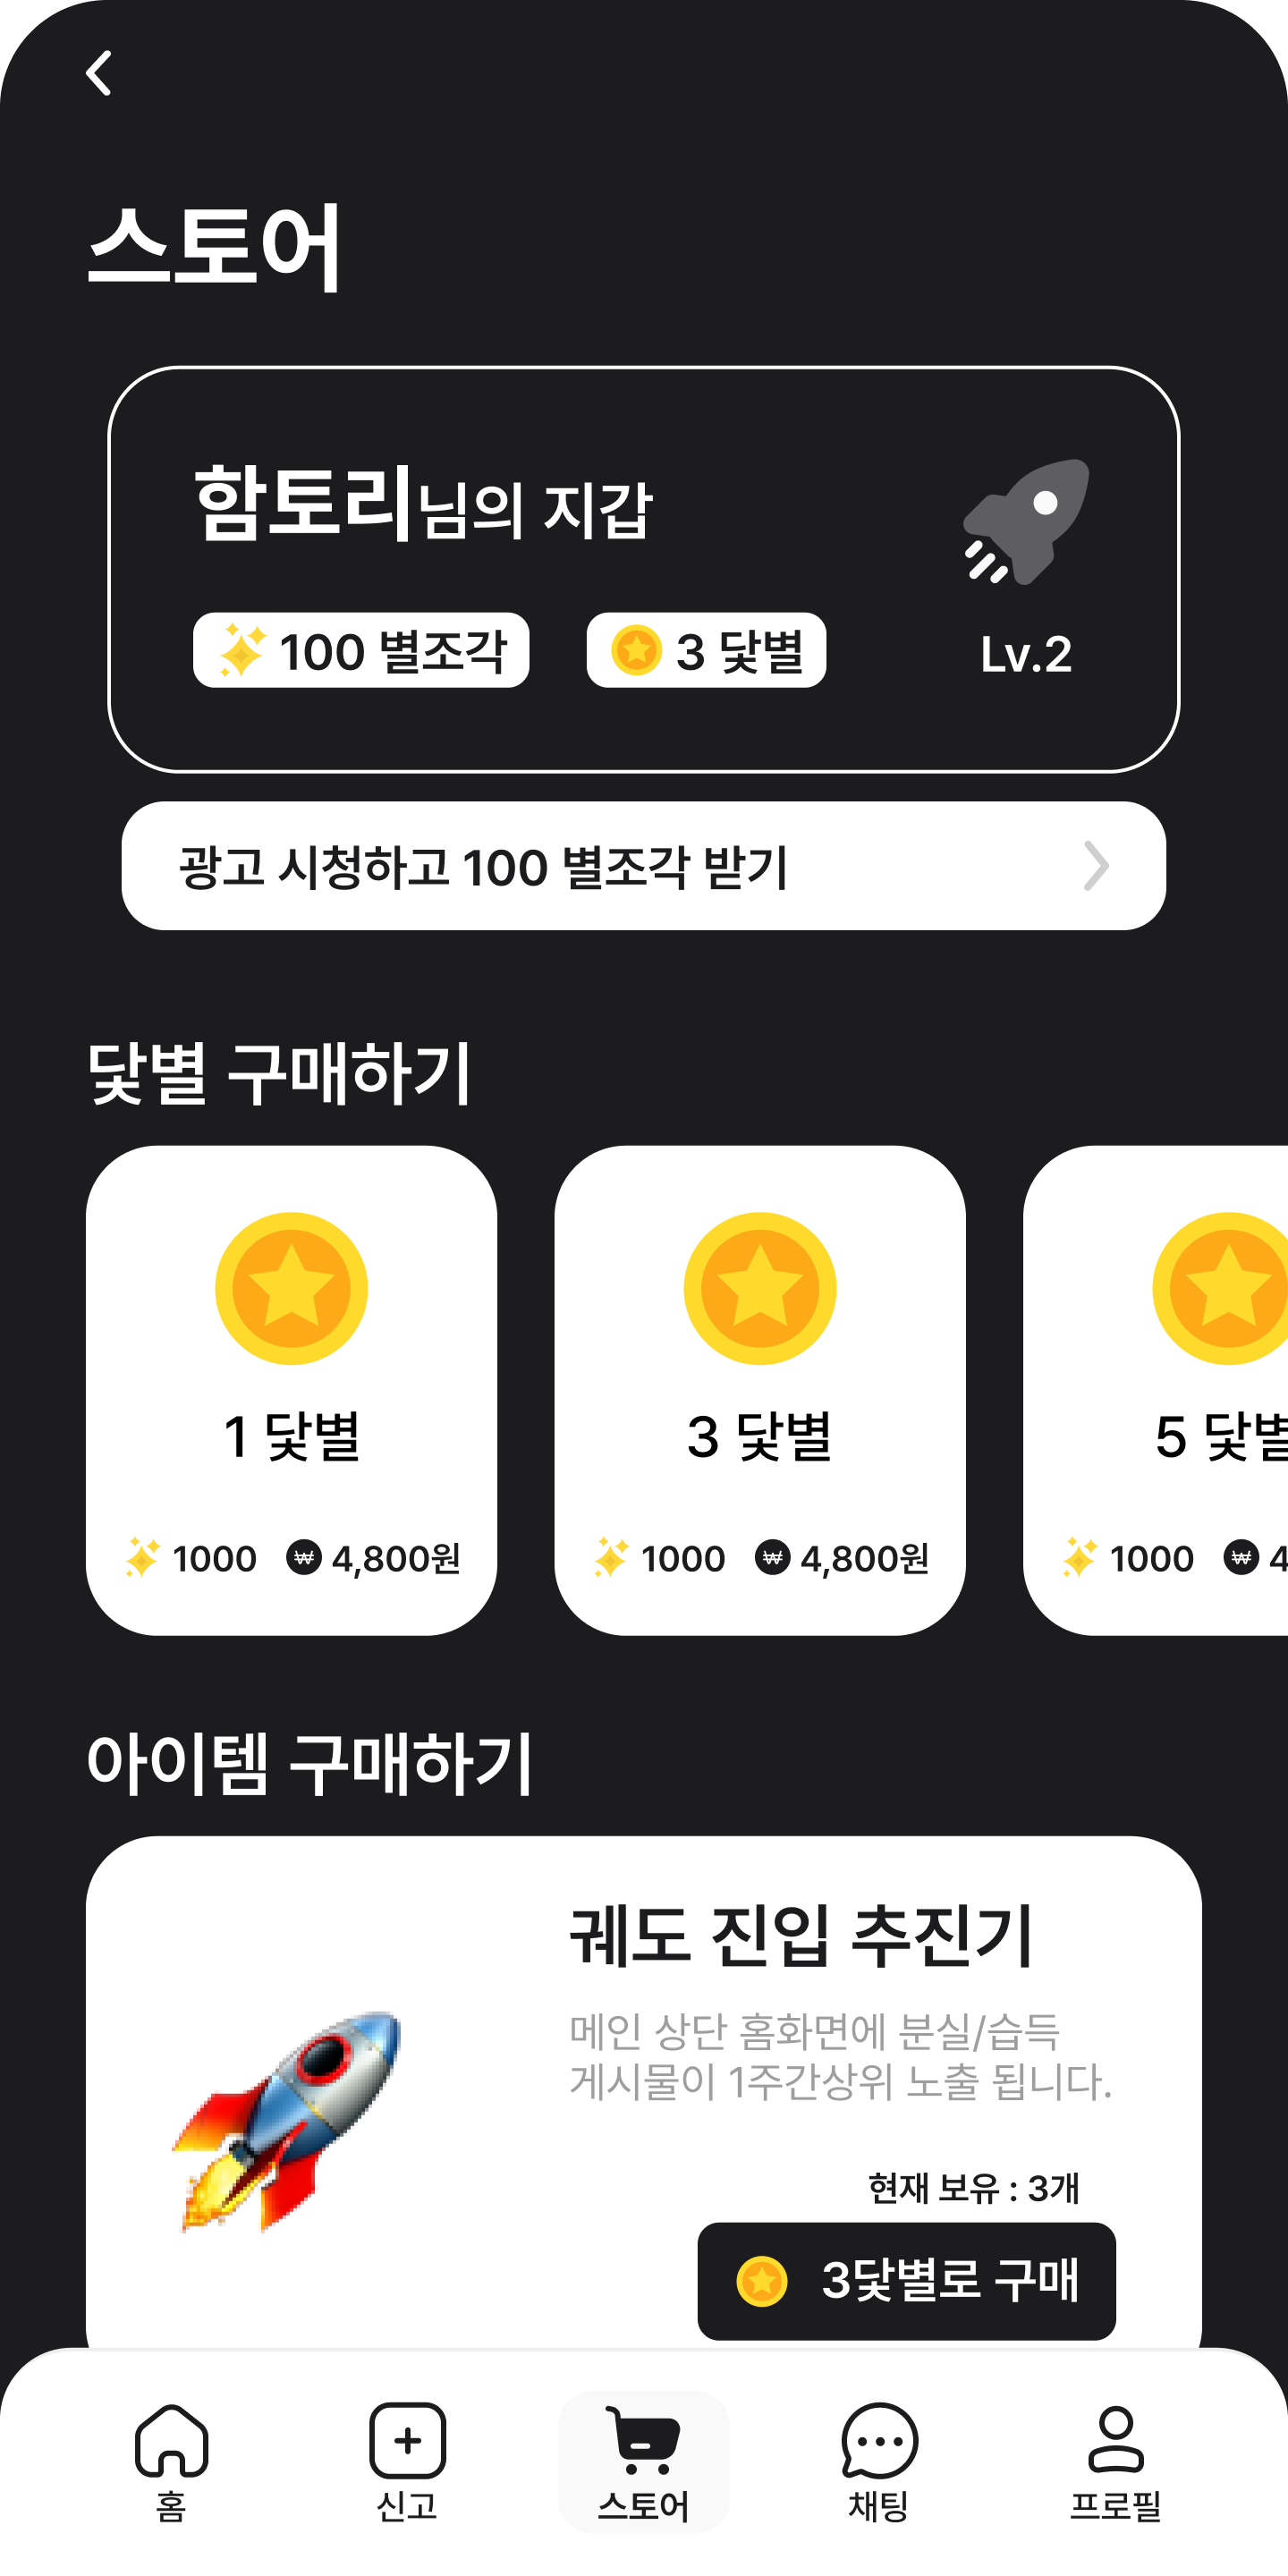 스토어
함토리님의 지갑
100 별조각
3 닻별
Lv.2
광고 시청하고 100 별조각 받기
닻별 구매하기
1 닻별
3 닻별
5 닻별
1000
₩ 4,800원
1000
₩ 4,800원
1000
₩ 4
아이템 구매하기
궤도 진입 추진기
메인 상단 홈화면에 분실/습득
게시물이 1주간상위 노출 됩니다.
현재 보유 : 3개
3닻별로 구매
홈
신고
스토어
채팅
프로필